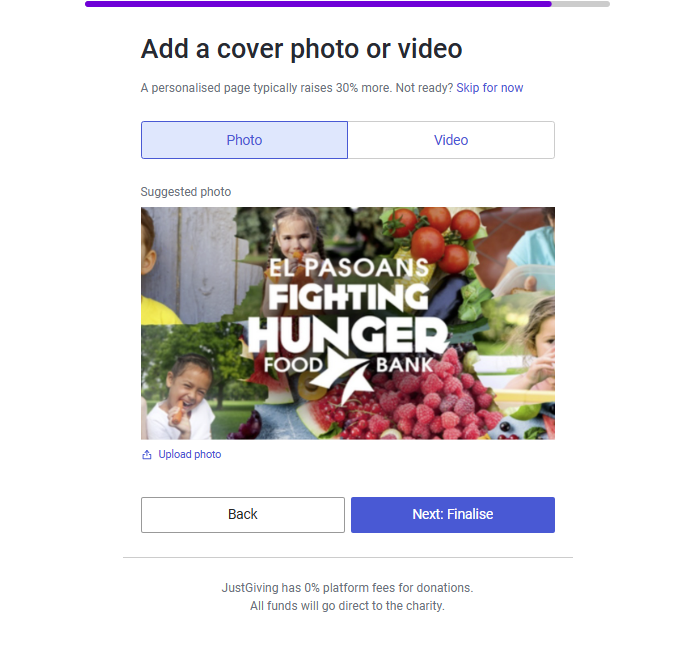 Add a cover photo or video
A personalised page typically raises 30% more. Not ready? Skip for now
Photo
Video
Suggested photo
EL PASOANS
FIGHTING
HUNGER
FOOD BANK
Upload photo
Back
Next: Finalise
JustGiving has 0% platform fees for donations.
All funds will go direct to the charity.